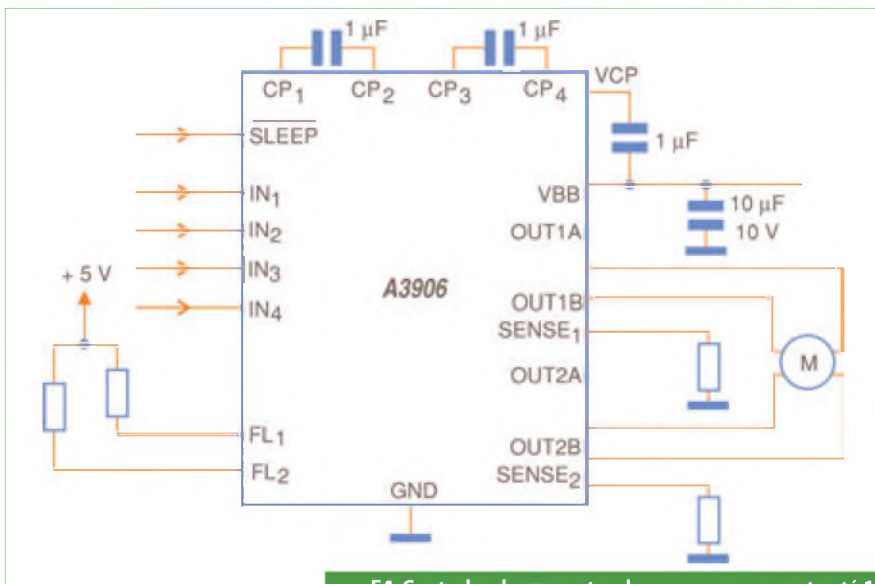 1 µF
1 µF
CP1
CP2
CP3
CP4
VCP
1 µF
SLEEP
IN1
IN2
IN3
IN4
+ 5 V
A3906
VBB
10 µF
10 V
OUT1A
OUT1B
SENSE1
OUT2A
M
OUT2B
SENSE2
FL1
FL2
GND